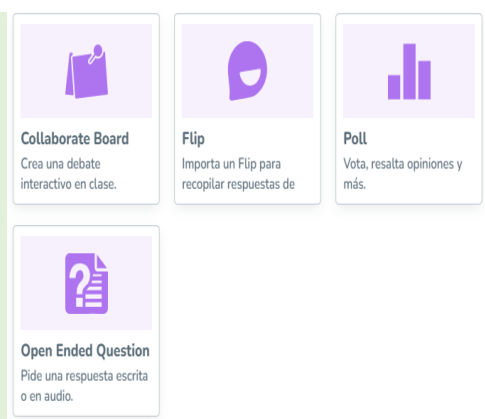 Collaborate Board
Crea una debate
interactivo en clase.
Flip
Importa un Flip para
recopilar respuestas de
Poll
Vota, resalta opiniones y
más.
Open Ended Question
Pide una respuesta escrita
o en audio.